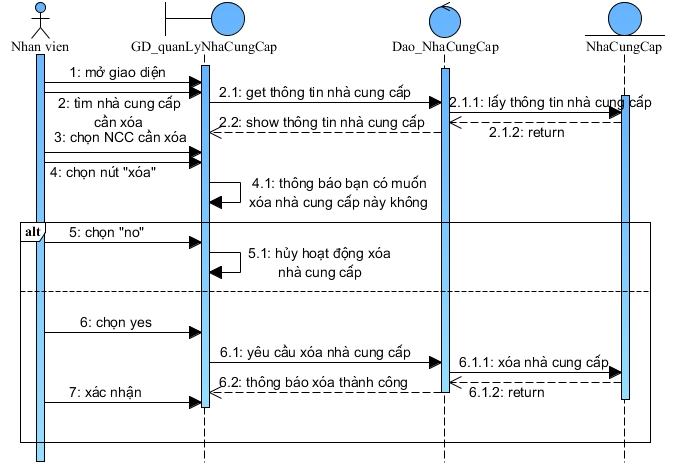 Nhan vien
GD_quanLyNhaCungCap
Dao_NhaCungCap
NhaCungCap
1: mở giao diện
2: tìm nhà cung cấp
cần xóa
2.1: get thông tin nhà cung cấp
2.1.1: lấy thông tin nhà cung cấp
2.2: show thông tin nhà cung cấp
2.1.2: return
3: chọn NCC cần xóa
4: chọn nút "xóa"
4.1: thông báo bạn có muốn
xóa nhà cung cấp này không
alt
5: chọn "no"
5.1: hủy hoạt động xóa
nhà cung cấp
6: chọn yes
6.1: yêu cầu xóa nhà cung cấp
6.1.1: xóa nhà cung cấp
6.2: thông báo xóa thành công
6.1.2: return
7: xác nhận